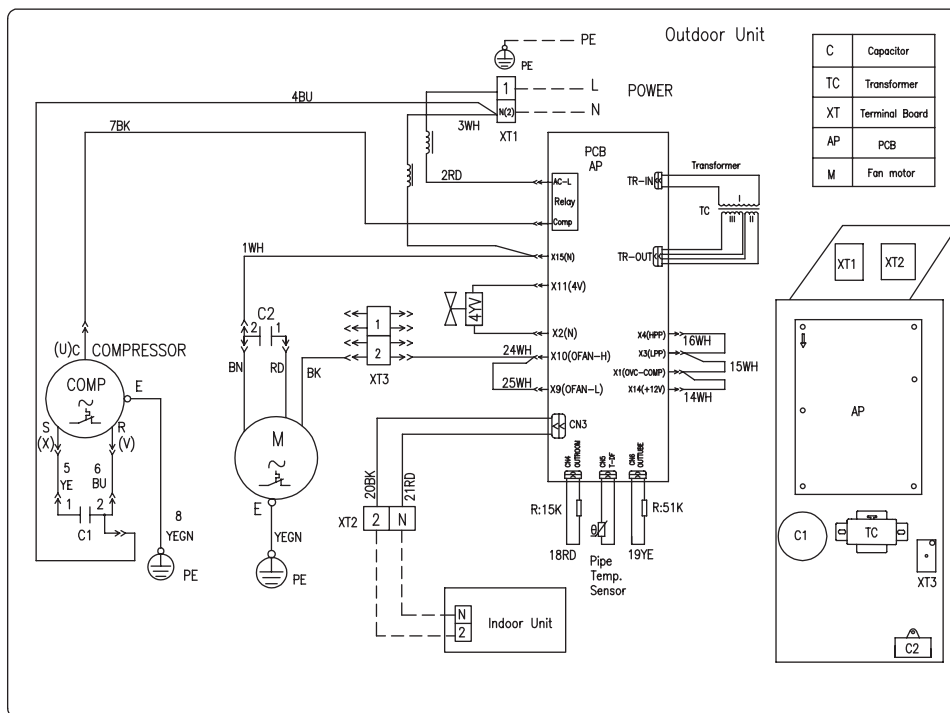 Outdoor Unit
PE
PE
L
N
POWER
1
N(2)
XT1
4BU
7BK
3WH
2RD
1WH
C Capacitor
TC Transformer
XT Terminal Board
AP PCB
M Fan motor
PCB
AP
AC-L
Relay
Comp
X15(N)
X11(4V)
X2(N)
X10(OFAN-H)
X9(OFAN-L)
TR-IN
TR-OUT
Transformer
TC
I
III II
X4(HPP)
X3(LPP)
X1(OVC-COMP)
X14(+12V)
16WH
15WH
14WH
4YV
24WH
25WH
1
2
XT3
C2
2 1
BN
RD
BK
(U)C COMPRESSOR
COMP
E
S
(X)
R
(V)
5
YE
6
BU
1 2
C1
8
YEGN
PE
M
E
YEGN
PE
CN3
20BK
21RD
XT2
2 N
N
2
Indoor Unit
CN4
OUTROOM
CN5
T-DF
CN6
OUTTUBE
R:15K
R:51K
θ
18RD
19YE
Pipe
Temp.
Sensor
XT1
XT2
AP
C1
TC
XT3
C2